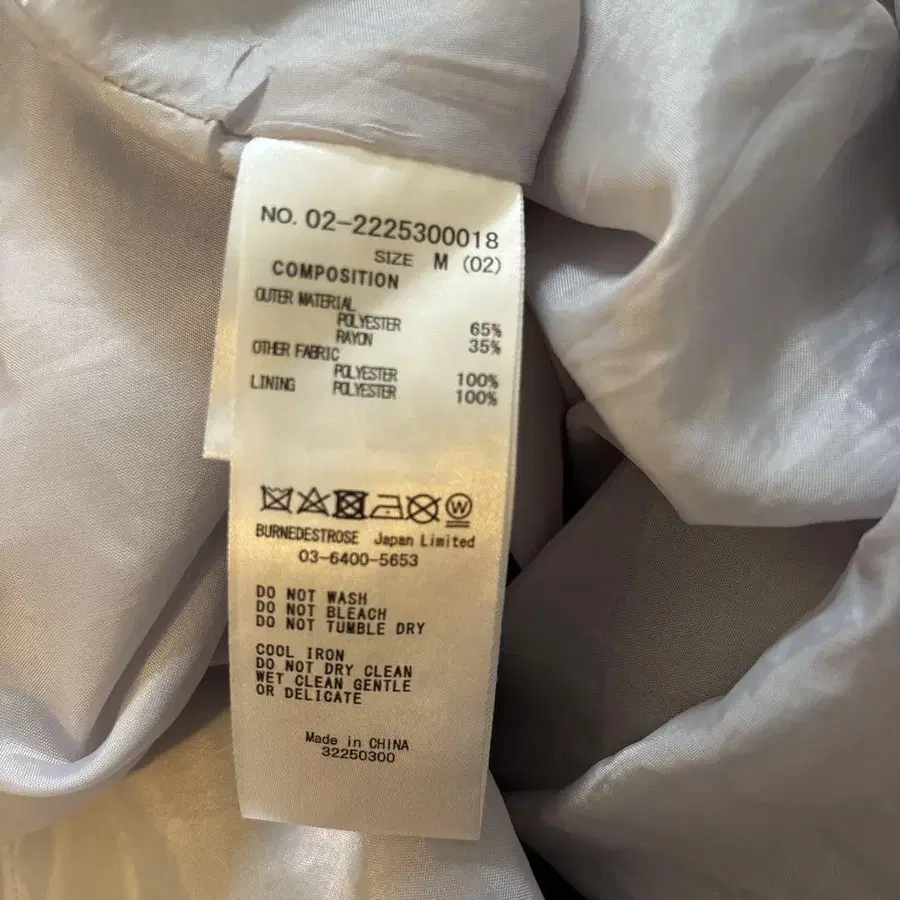 NO. 02-2225300018
SIZE M (02)
COMPOSITION
OUTER MATERIAL
POLYESTER 65%
RAYON 35%
OTHER FABRIC
POLYESTER 100%
LINING POLYESTER 100%
W
BURNEDESTROSE Japan Limited
03-6400-5653
DO NOT WASH
DO NOT BLEACH
DO NOT TUMBLE DRY
COOL IRON
DO NOT DRY CLEAN
WET CLEAN GENTLE
OR DELICATE
Made in CHINA
32250300